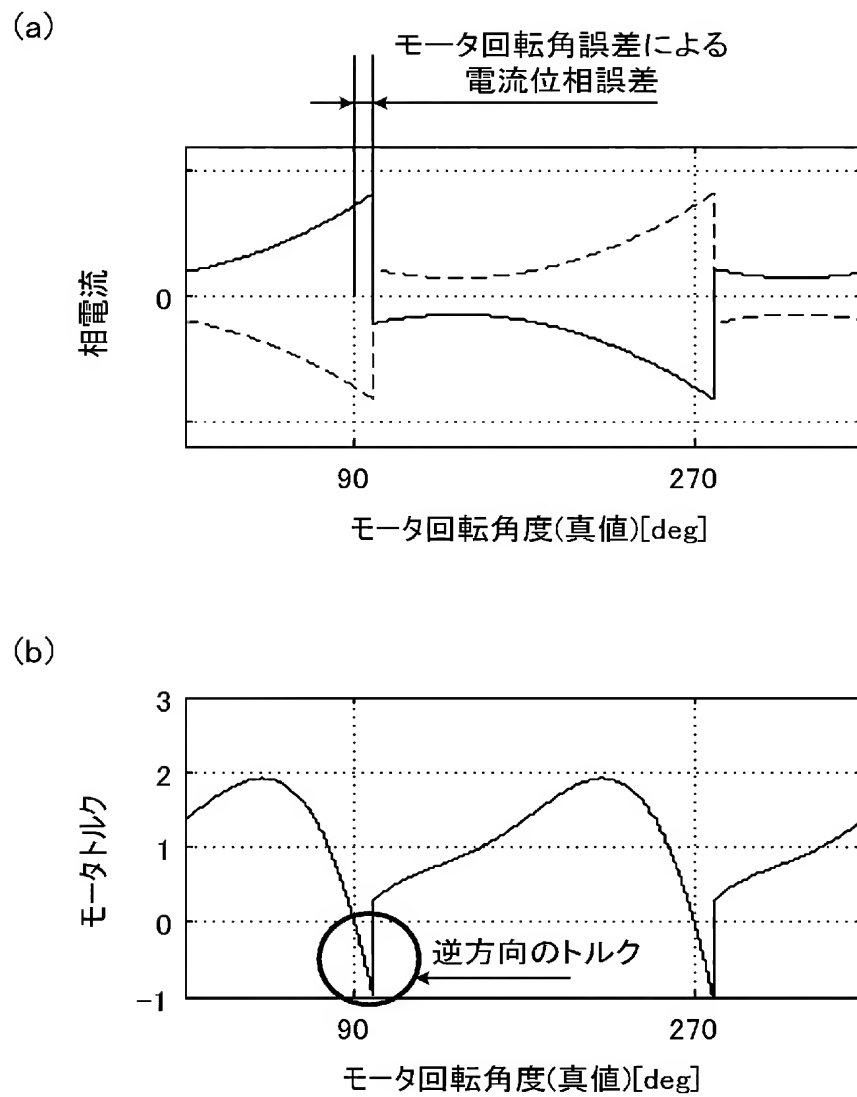 (a)
モータ回転角誤差による
電流位相誤差
相電流
0
90
270
モータ回転角度(真値)[deg]
(b)
モータトルク
3
2
1
0
-1
逆方向のトルク
90
270
モータ回転角度(真値)[deg]